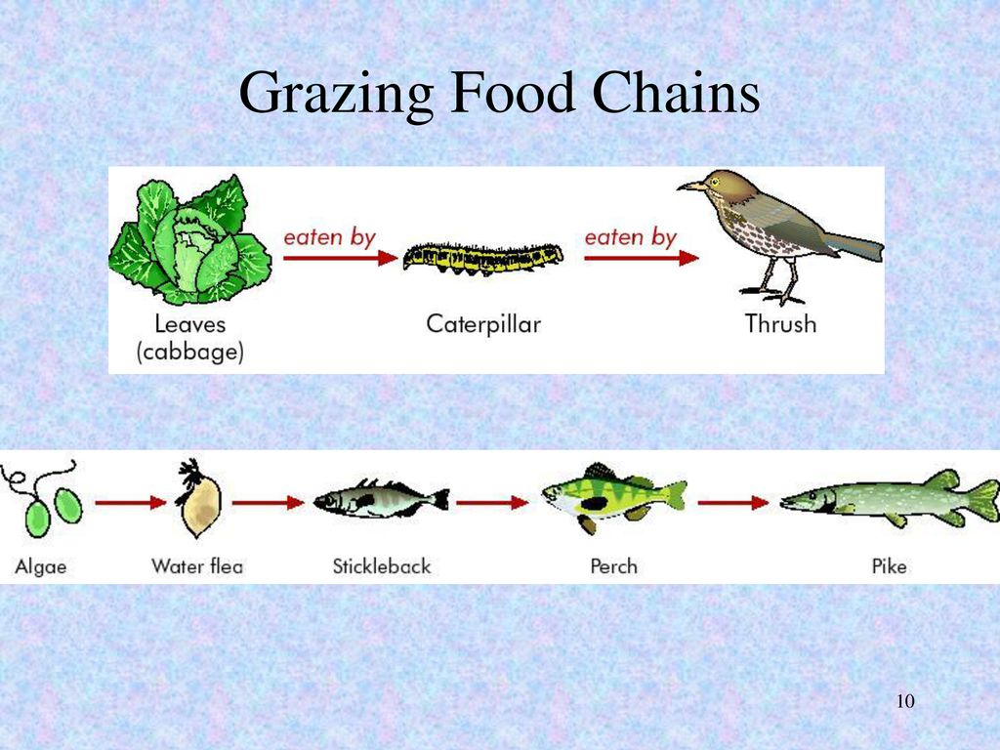 Grazing Food Chains
eaten by eaten by
Leaves Caterpillar Thrush
(cabbage)
Algae Water flea Stickleback Perch Pike
10